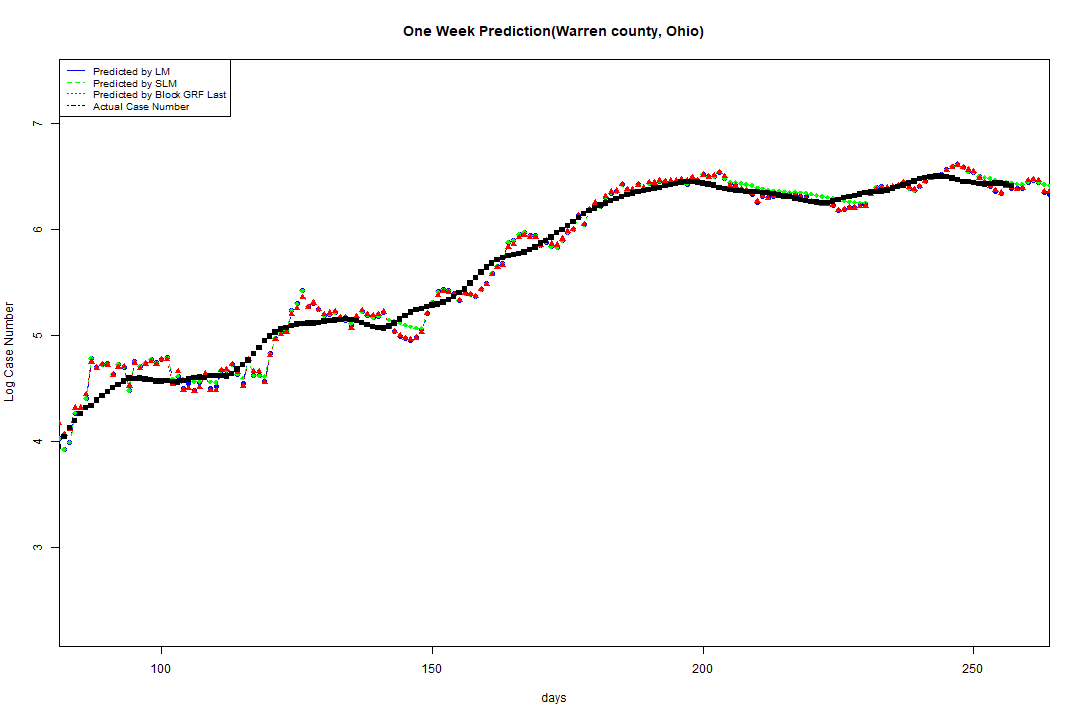 One Week Prediction(Warren county, Ohio)
Predicted by LM
Predicted by SLM
Predicted by Block GRF Last
Actual Case Number
7
6
5
4
3
Log Case Number
100 150 200 250
days